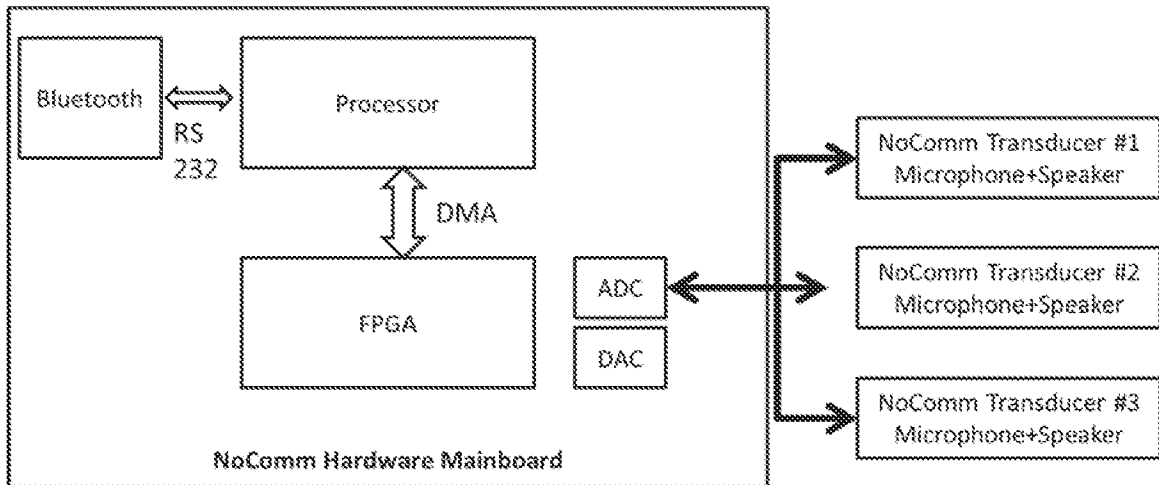 Bluetooth
RS
232
Processor
DMA
FPGA
ADC
DAC
NoComm Hardware Mainboard
NoComm Transducer #1
Microphone+Speaker
NoComm Transducer #2
Microphone+Speaker
NoComm Transducer #3
Microphone+Speaker